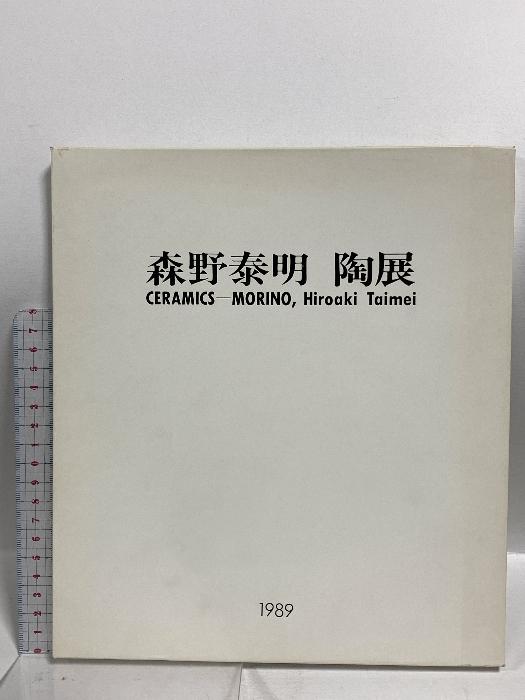 森野泰明 陶展
CERAMICS—MORINO, Hiroaki Taimei
1989